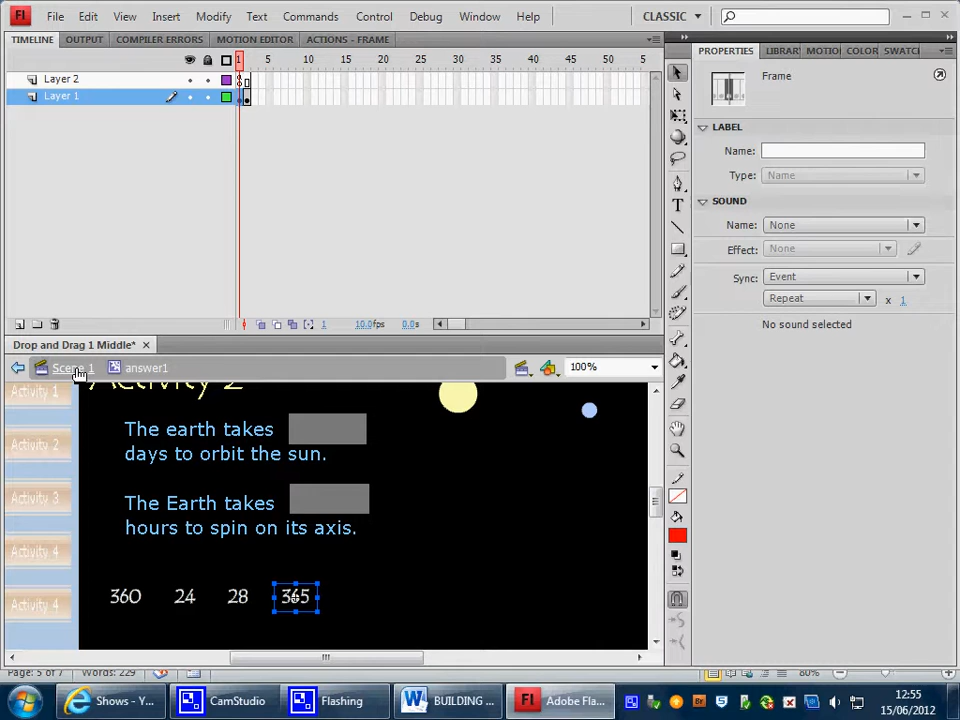 Fl File Edit View Insert Modify Text Commands Control Debug Window Help CLASSIC
TIMELINE OUTPUT COMPILER ERRORS MOTION EDITOR ACTIONS - FRAME
1 5 10 15 20 25 30 35 40 45 50 5
Layer 2
Layer 1
1 10.0fps 0.0s
PROPERTIES LIBRAR MOTIO COLOR SWATC
Frame
LABEL
Name:
Type: Name
SOUND
Name: None
Effect: None
Sync: Event
Repeat x 1
No sound selected
Drop and Drag 1 Middle*
Scene 1 answer1 100%
Activity 2
Activity 1
Activity 2
Activity 3
Activity 4
Activity 4
The earth takes
days to orbit the sun.
The Earth takes
hours to spin on its axis.
360 24 28 365
Page: 5 of 7 Words: 229 80%
Shows - Y... CamStudio Flashing BUILDING ... Adobe Fla...
12:55
15/06/2012